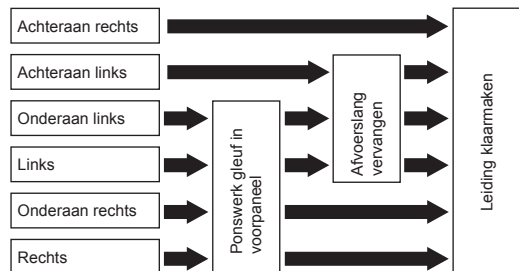 Achteraan rechts
Achteraan links
Onderaan links
Links
Onderaan rechts
Rechts
Ponswerk gleuf in
voorpaneel
Afvoerslang
vervangen
Leiding klaarmaken